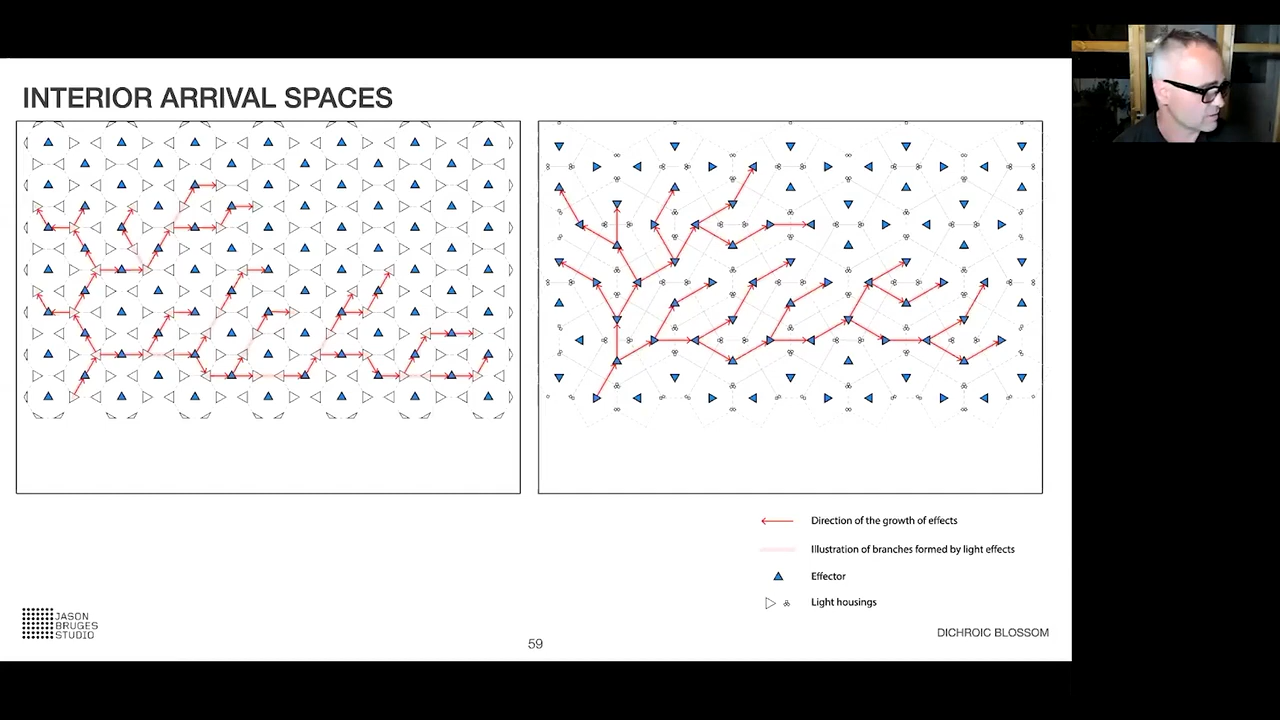 INTERIOR ARRIVAL SPACES
Direction of the growth of effects
Illustration of branches formed by light effects
Effector
Light housings
JASON
BRUGES
STUDIO
DICHROIC BLOSSOM
59